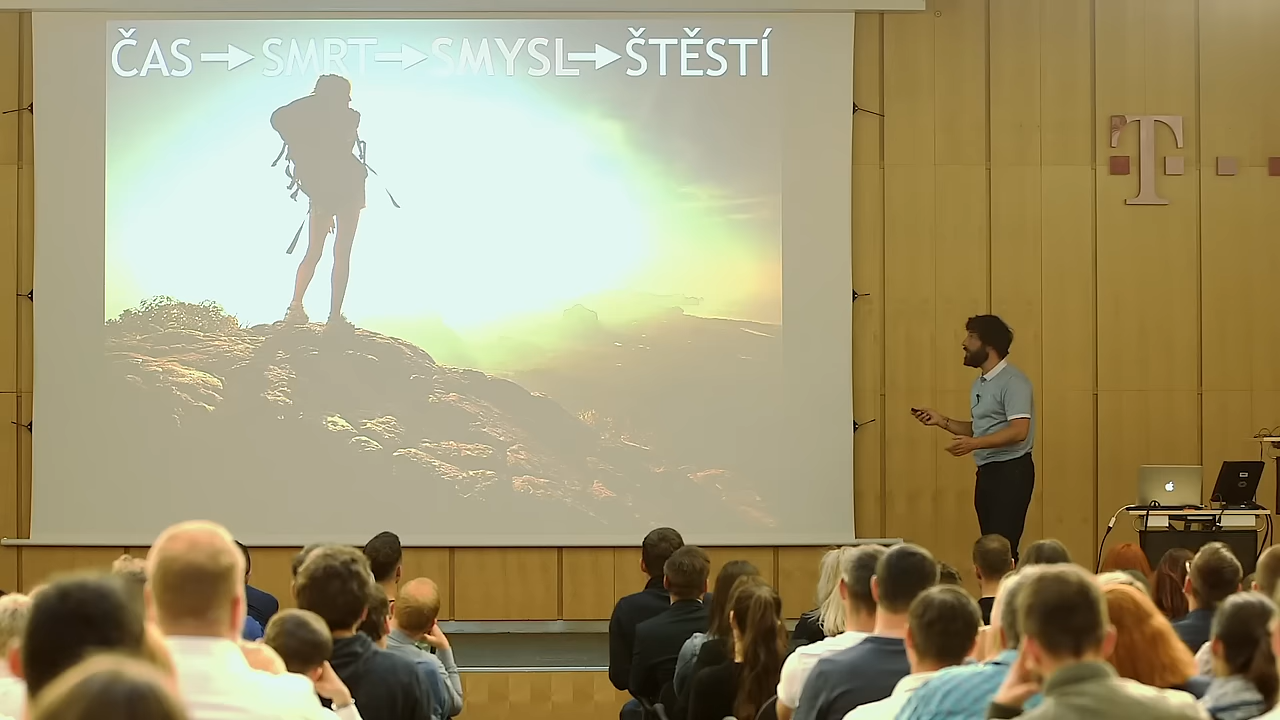 ČAS → SMRT → SMYSL → ŠTĚSTÍ
T